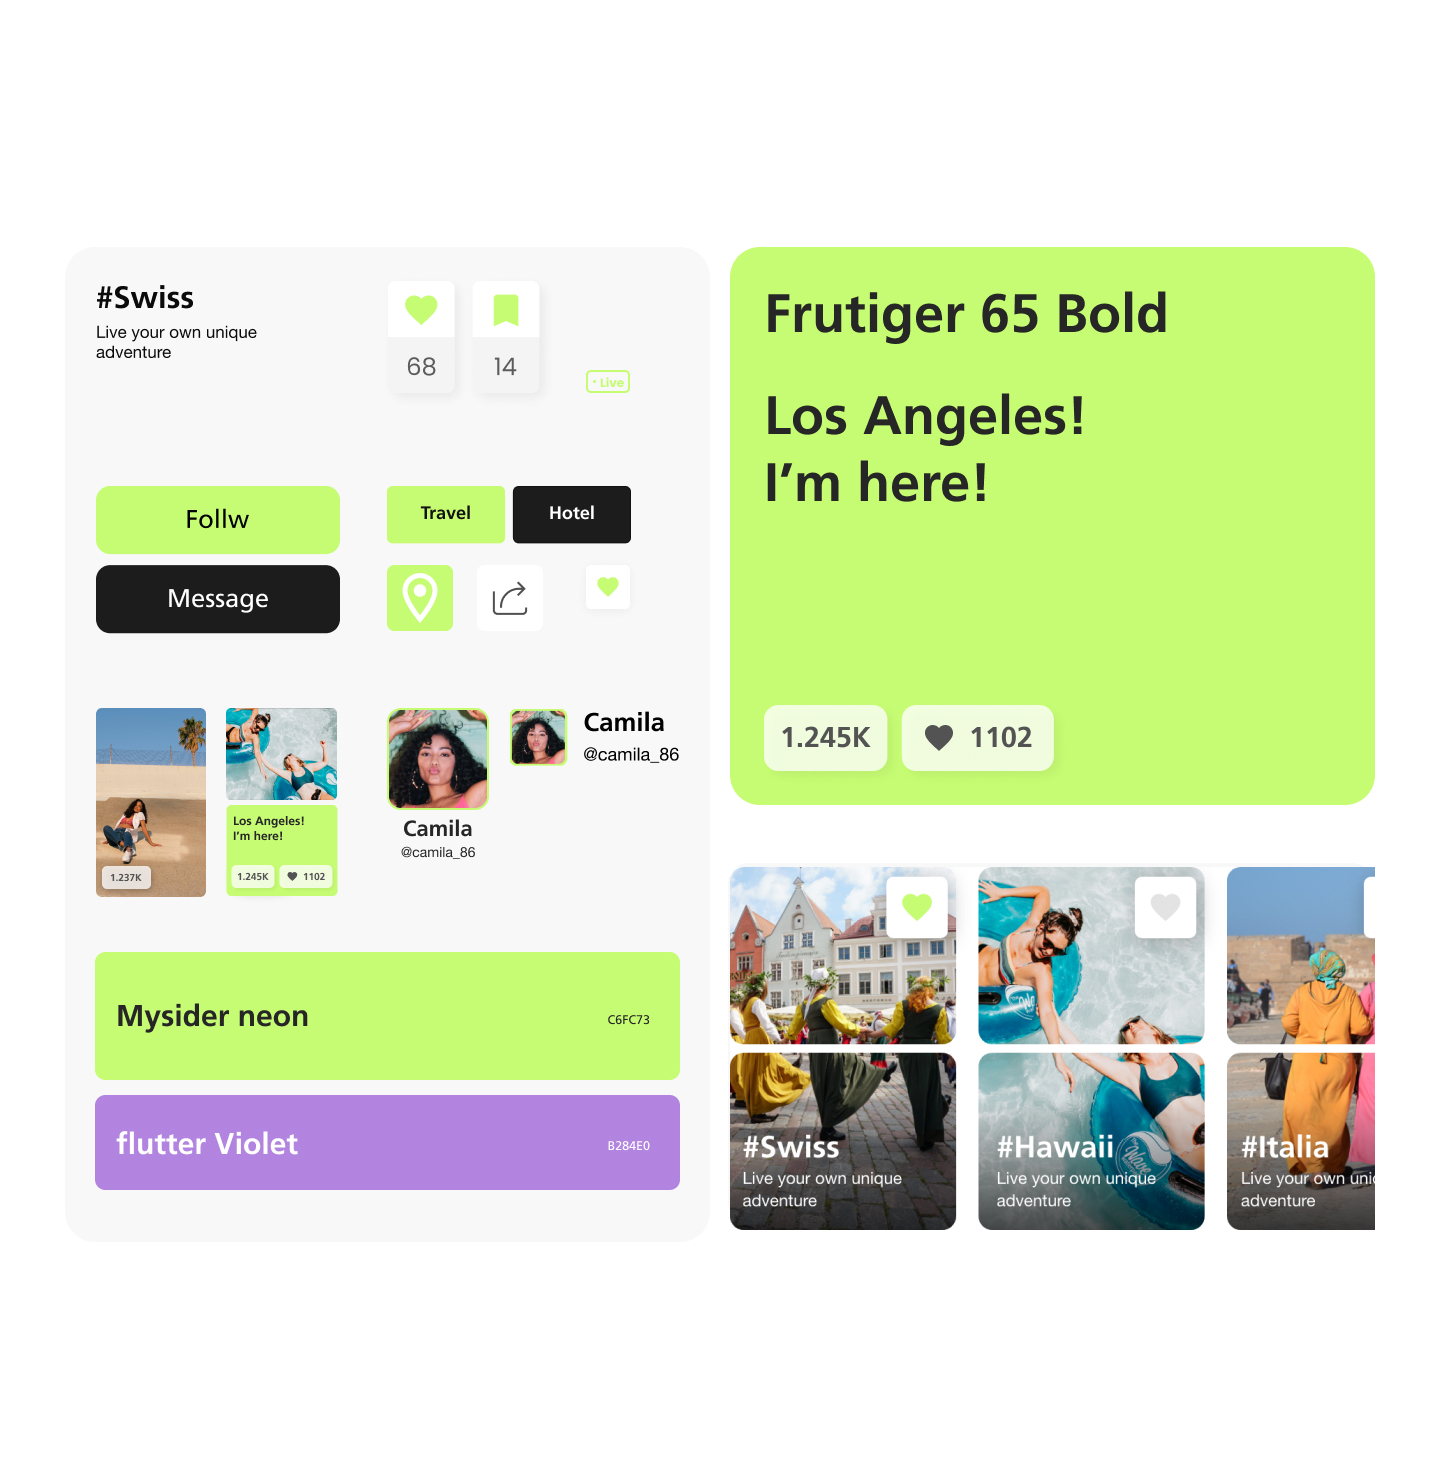 #Swiss
Live your own unique
adventure
68
14
• Live
Follw
Message
Travel
Hotel
1.237K
Los Angeles!
I’m here!
1.245K
1102
Camila
@camila_86
Camila
@camila_86
Mysider neon
C6FC73
flutter Violet
B284E0
Frutiger 65 Bold
Los Angeles!
I’m here!
1.245K
1102
#Swiss
Live your own unique
adventure
#Hawaii
Live your own unique
adventure
#Italia
Live your own unic
adventure